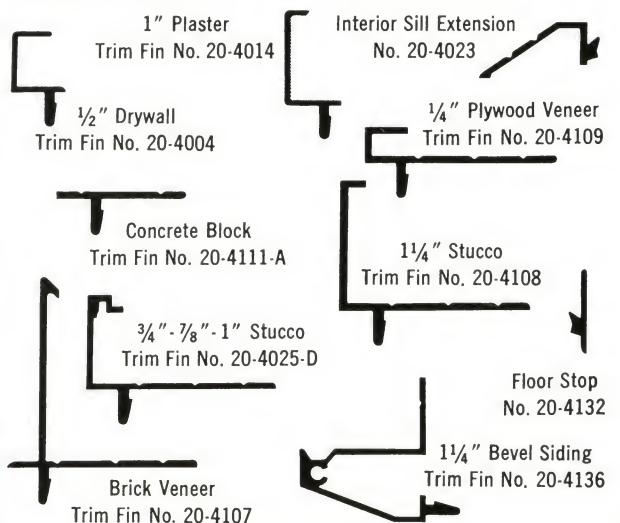 1" Plaster
Trim Fin No. 20-4014
Interior Sill Extension
No. 20-4023
½" Drywall
Trim Fin No. 20-4004
¼" Plywood Veneer
Trim Fin No. 20-4109
Concrete Block
Trim Fin No. 20-4111-A
1¼" Stucco
Trim Fin No. 20-4108
¾"-⅞"-1" Stucco
Trim Fin No. 20-4025-D
Floor Stop
No. 20-4132
Brick Veneer
Trim Fin No. 20-4107
1¼" Bevel Siding
Trim Fin No. 20-4136